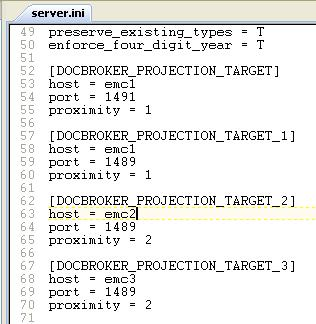 server.ini
49 preserve_existing_types = T
50 enforce_four_digit_year = T
51
52 [DOCBROKER_PROJECTION_TARGET]
53 host = emc1
54 port = 1491
55 proximity = 1
56
57 [DOCBROKER_PROJECTION_TARGET_1]
58 host = emc1
59 port = 1489
60 proximity = 1
61
62 [DOCBROKER_PROJECTION_TARGET_2]
63 host = emc2
64 port = 1489
65 proximity = 2
66
67 [DOCBROKER_PROJECTION_TARGET_3]
68 host = emc3
69 port = 1489
70 proximity = 2
71